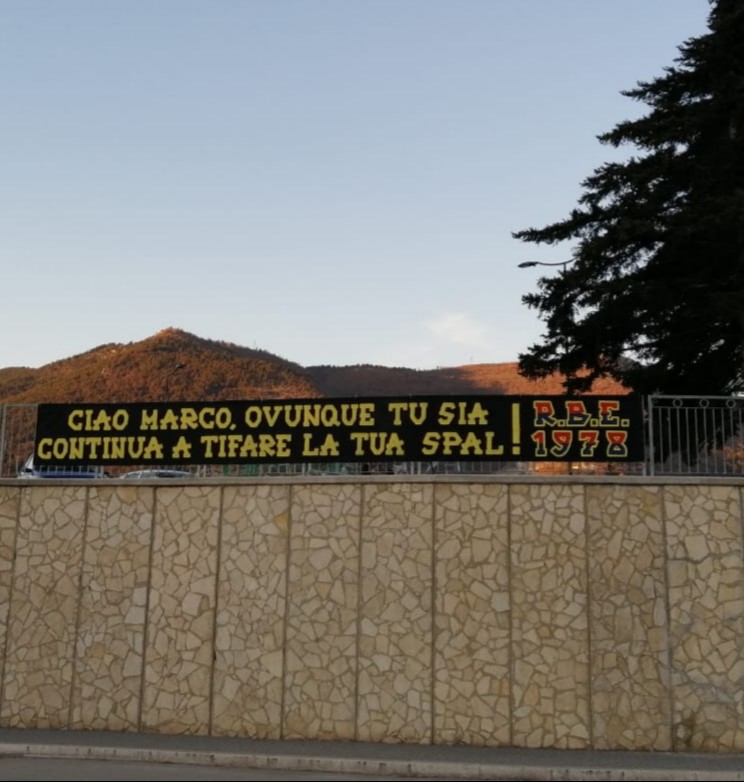 CIAO MARCO, OVUNQUE TU SIA
CONTINUA A TIFARE LA TUA SPAL!
R.B.E.
1978